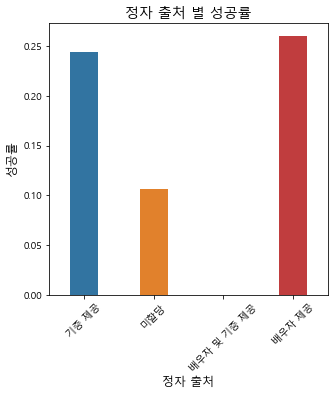 정자 출처 별 성공률
성공률
0.25
0.20
0.15
0.10
0.05
0.00
기증 제공
미할당
배우자 및 기증 제공
배우자 제공
정자 출처